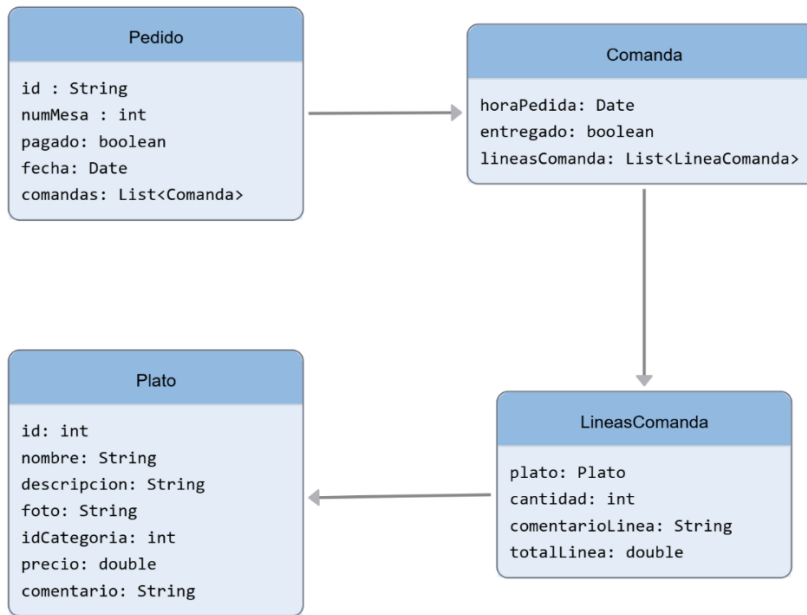 Pedido
id : String
numMesa : int
pagado: boolean
fecha: Date
comandas: List<Comanda>
Comanda
horaPedida: Date
entregado: boolean
lineasComanda: List<LineaComanda>
Plato
id: int
nombre: String
descripcion: String
foto: String
idCategoria: int
precio: double
comentario: String
LineasComanda
plato: Plato
cantidad: int
comentarioLinea: String
totalLinea: double